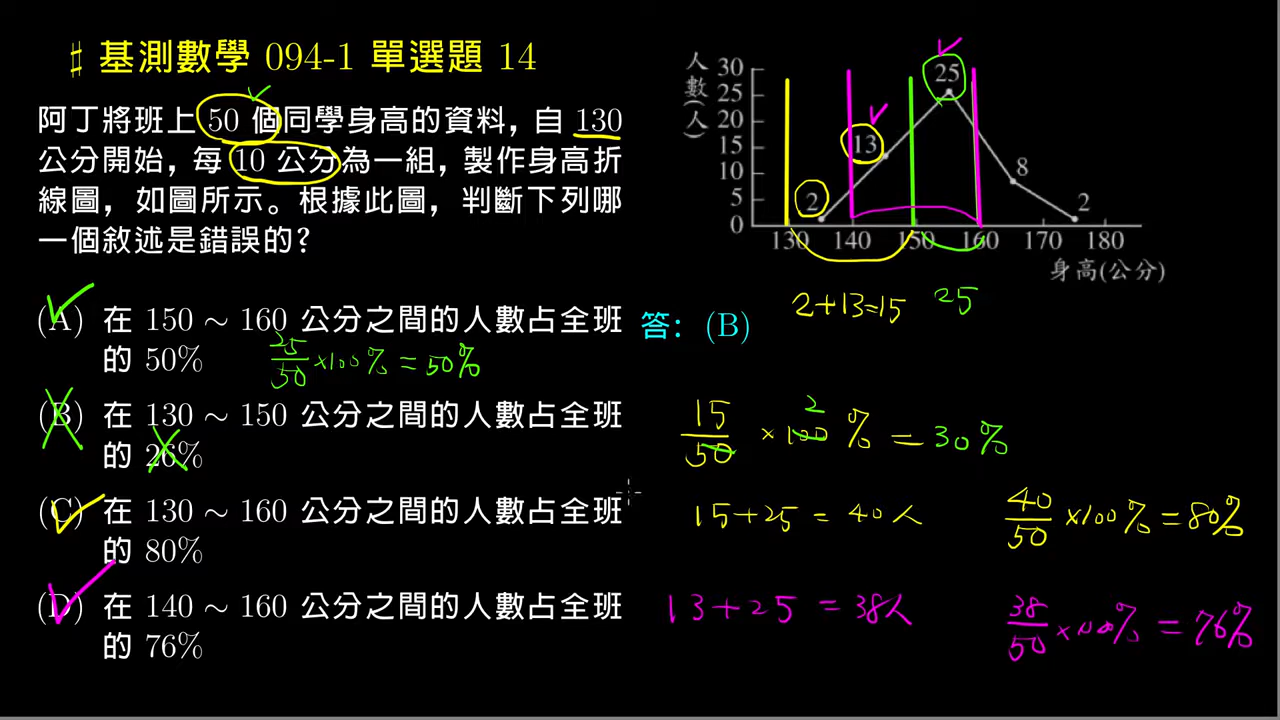 ♯ 基測數學 094-1 單選題 14
阿丁將班上 50 個同學身高的資料，自 130
公分開始，每 10 公分為一組，製作身高折
線圖，如圖所示。根據此圖，判斷下列哪
一個敘述是錯誤的？
(A) 在 150 ~ 160 公分之間的人數占全班
的 50%
25/50 ×100% = 50%
(B) 在 130 ~ 150 公分之間的人數占全班
的 26%
(C) 在 130 ~ 160 公分之間的人數占全班
的 80%
(D) 在 140 ~ 160 公分之間的人數占全班
的 76%
人數(人)
30
25
20
15
10
5
0
2
13
25
8
2
130 140 150 160 170 180
身高(公分)
2+13=15 25
答： (B)
15/50 ×100 2 % = 30%
15+25 = 40人 40/50 ×100% = 80%
13+25 = 38人 38/50 ×100% = 76%